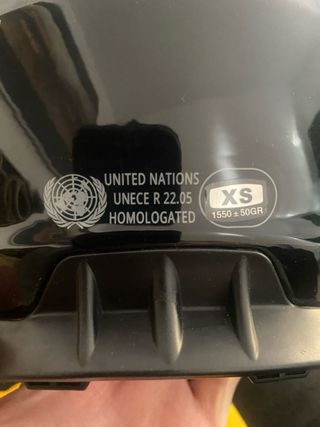 UNITED NATIONS
UNECE R 22.05
HOMOLOGATED
XS
1550 ± 50GR